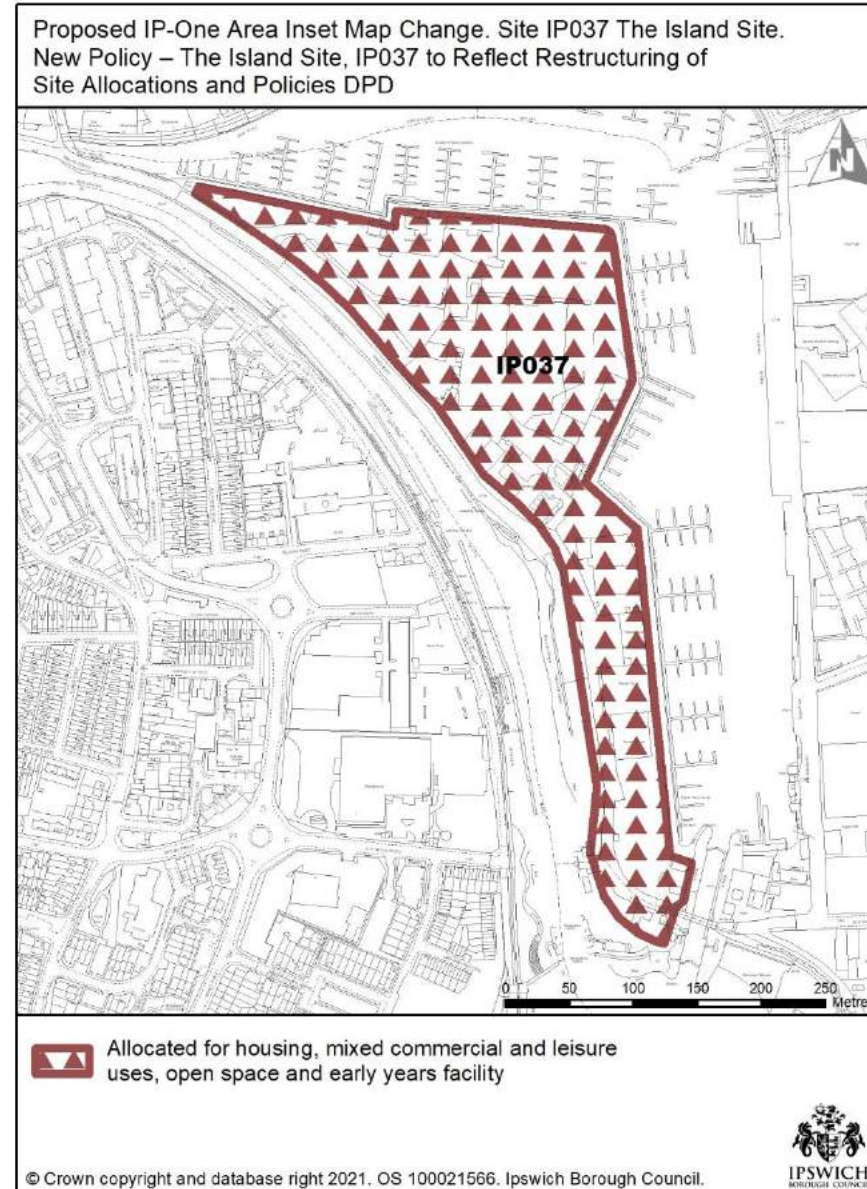 Proposed IP-One Area Inset Map Change. Site IP037 The Island Site.
New Policy – The Island Site, IP037 to Reflect Restructuring of
Site Allocations and Policies DPD
N
IP037
0 50 100 150 200 250
Metre
Allocated for housing, mixed commercial and leisure
uses, open space and early years facility
IPSWICH
BOROUGH COUNCIL
© Crown copyright and database right 2021. OS 100021566. Ipswich Borough Council.